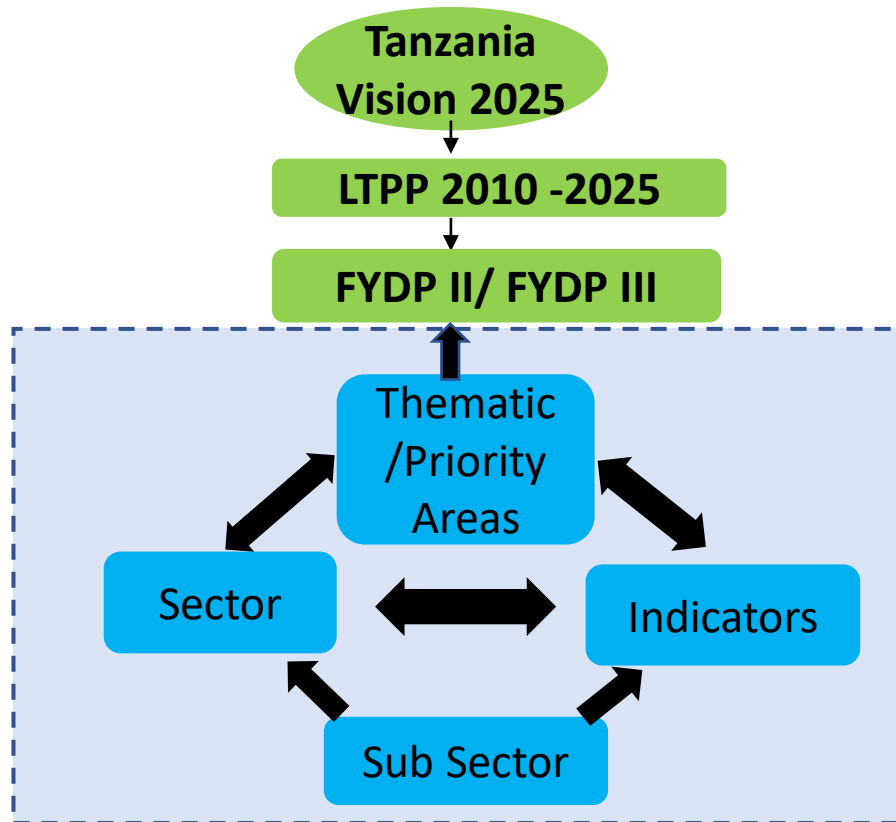 Tanzania
Vision 2025
LTPP 2010 -2025
FYDP II/ FYDP III
Thematic
/Priority
Areas
Sector
Indicators
Sub Sector